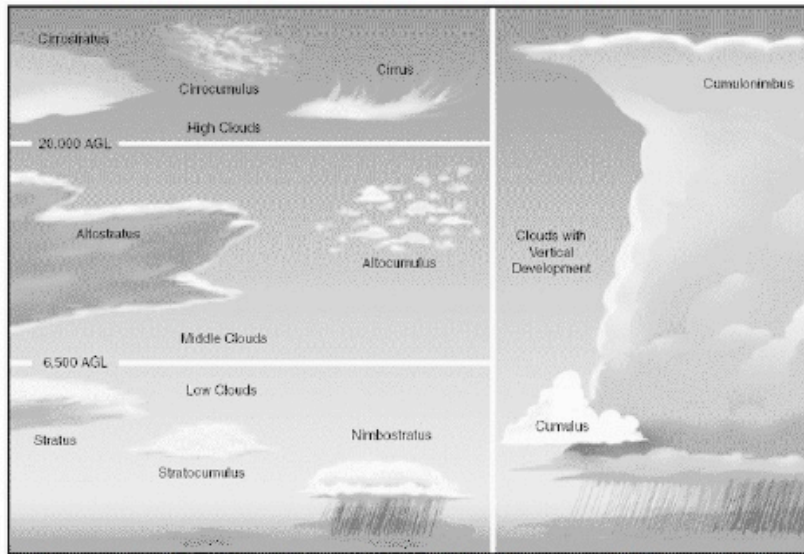 Cirrostratus
Cirrocumulus
Cirrus
High Clouds
20,000 AGL
Altostratus
Altocumulus
Middle Clouds
6,500 AGL
Low Clouds
Stratus
Stratocumulus
Nimbostratus
Cumulonimbus
Clouds with
Vertical
Development
Cumulus